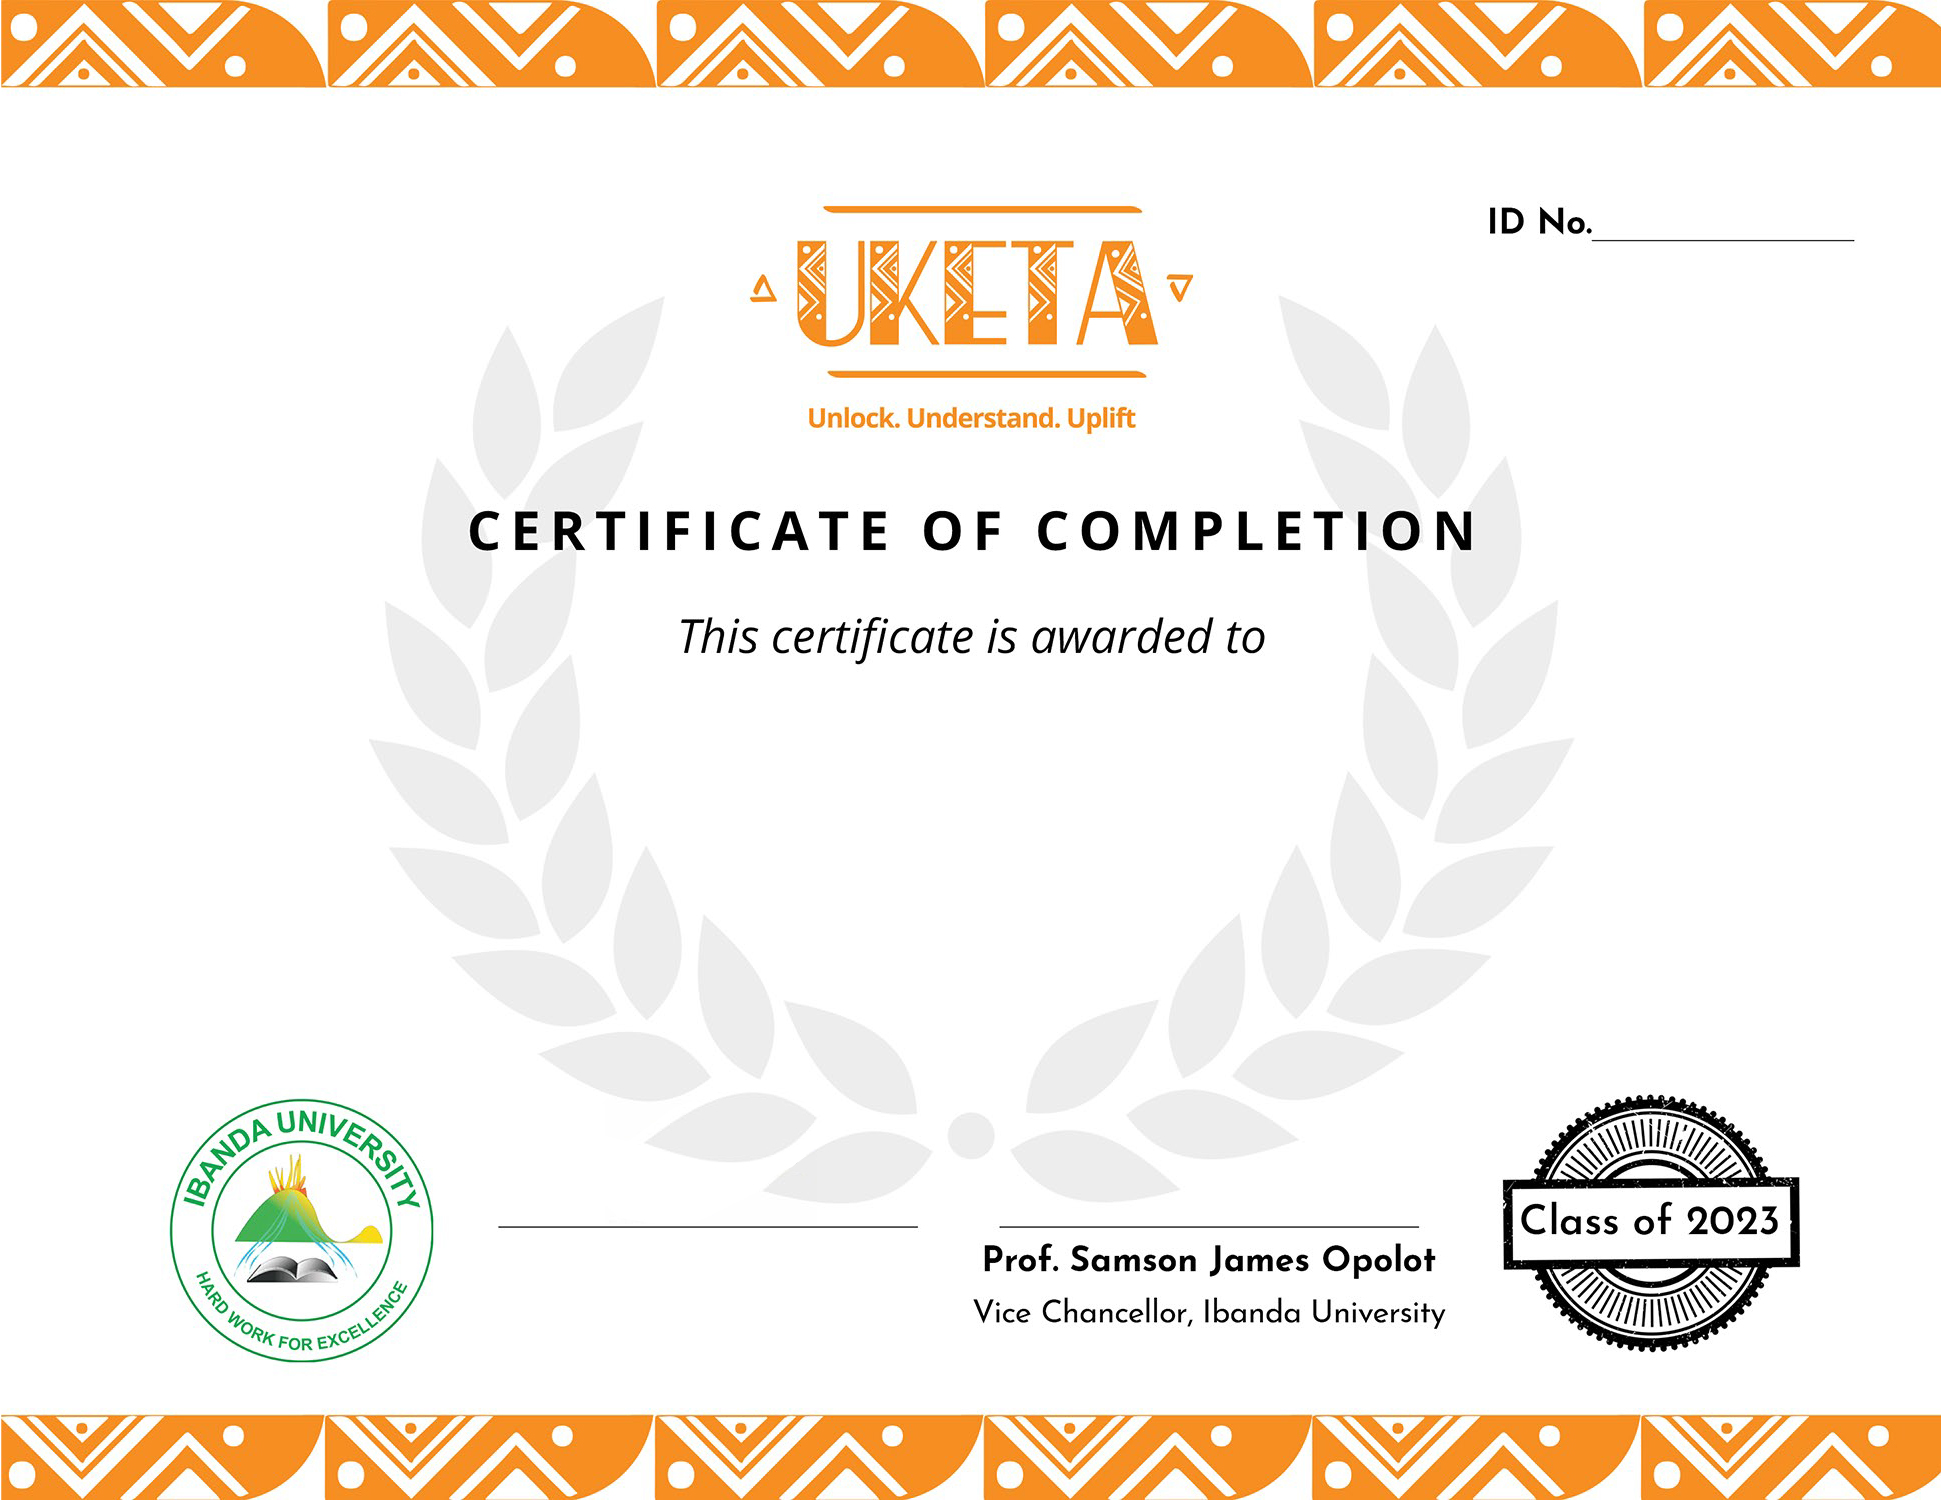 ID No.
UKETA
Unlock. Understand. Uplift
CERTIFICATE OF COMPLETION
This certificate is awarded to
IBANDA UNIVERSITY
HARD WORK FOR EXCELLENCE
Prof. Samson James Opolot
Vice Chancellor, Ibanda University
Class of 2023